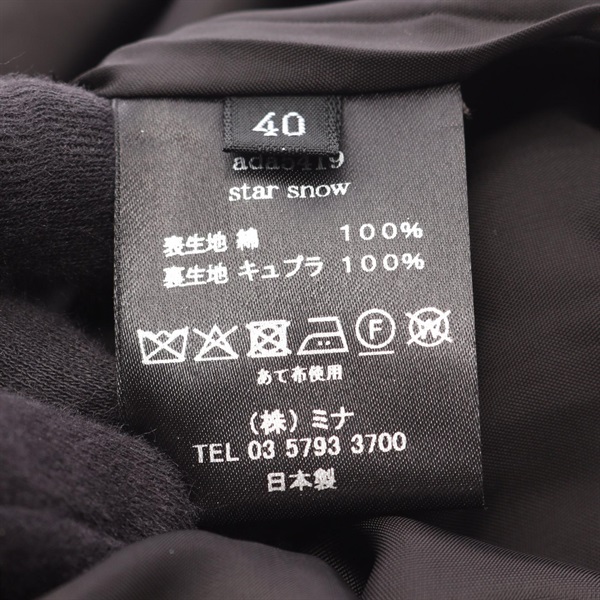 40
star snow
表生地 綿 100%
裏生地 キュプラ 100%
F W
あて布使用
(株) ミナ
TEL 03 5793 3700
日本製